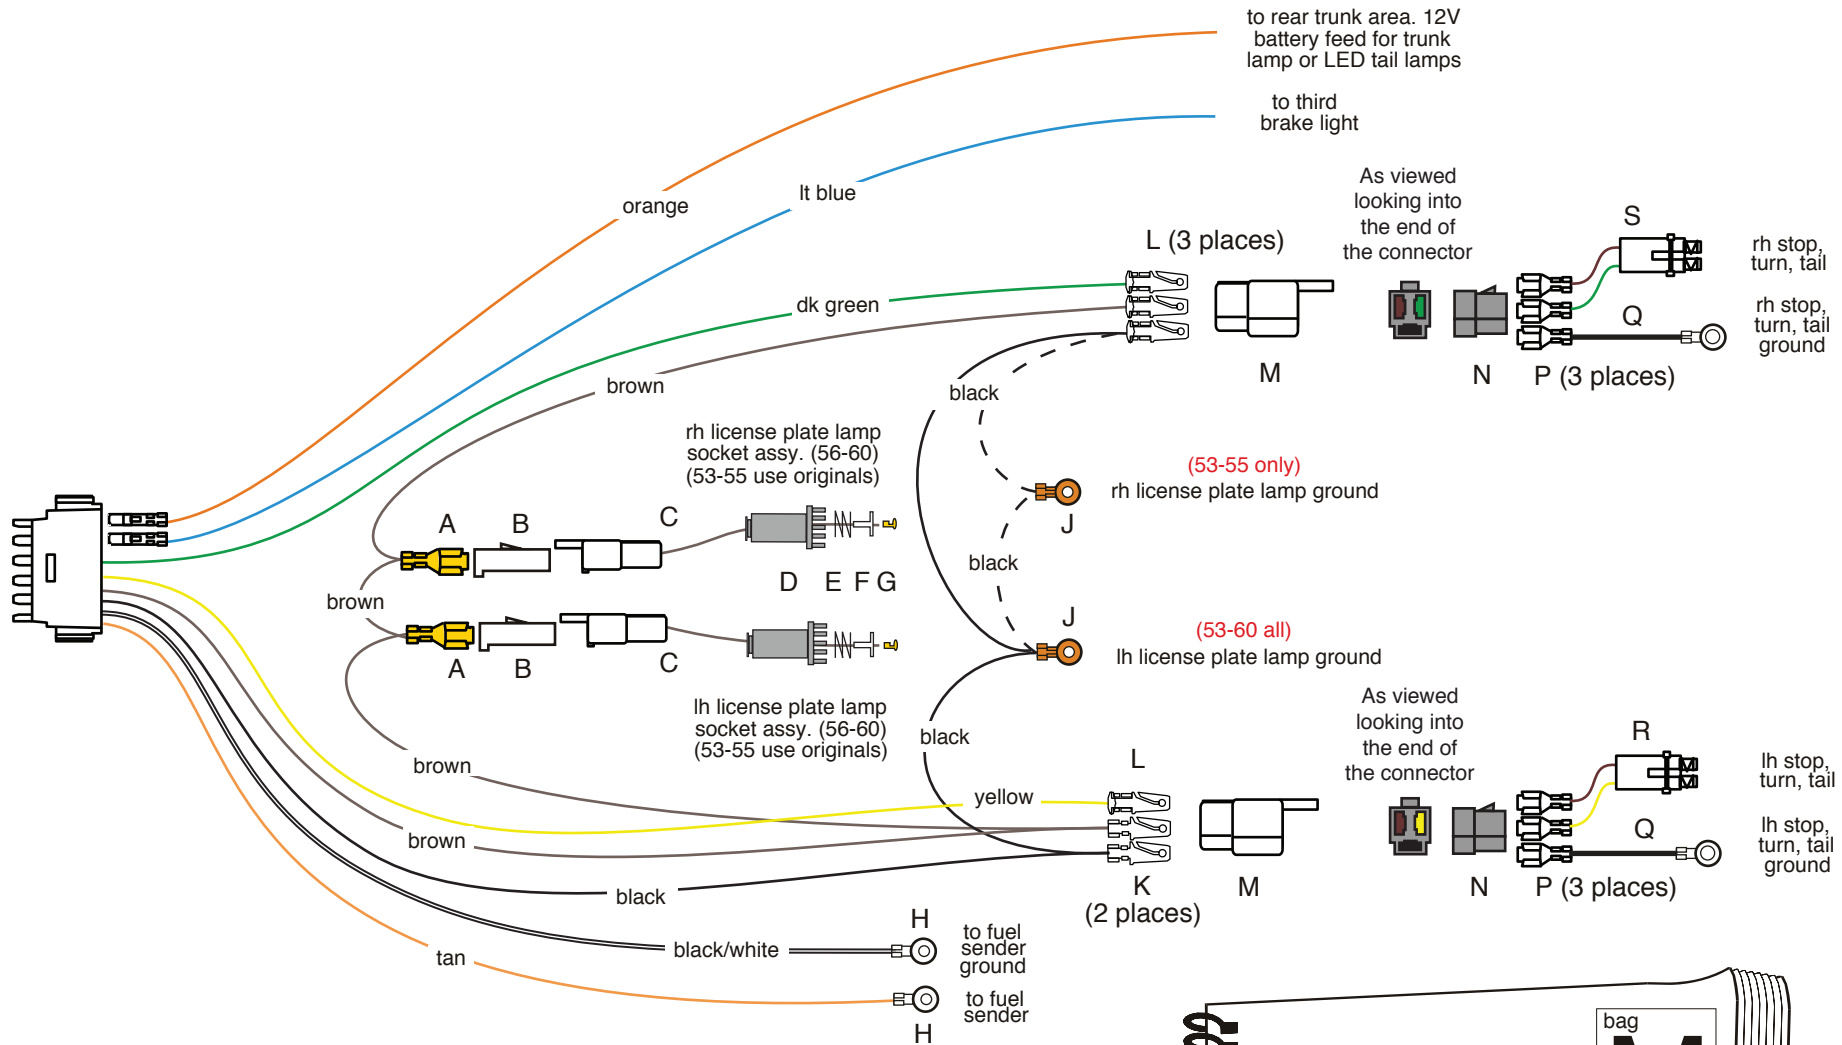 to rear trunk area. 12V
battery feed for trunk
lamp or LED tail lamps
to third
brake light
orange
lt blue
As viewed
looking into
the end of
the connector
L (3 places)
S
rh stop,
turn, tail
dk green
Q
rh stop,
turn, tail
ground
M
N
P (3 places)
brown
black
rh license plate lamp
socket assy. (56-60)
(53-55 use originals)
(53-55 only)
rh license plate lamp ground
J
A
B
C
D
E
F
G
black
brown
J
(53-60 all)
lh license plate lamp ground
A
B
C
lh license plate lamp
socket assy. (56-60)
(53-55 use originals)
As viewed
looking into
the end of
the connector
black
R
lh stop,
turn, tail
brown
L
yellow
Q
lh stop,
turn, tail
ground
brown
K
(2 places)
M
N
P (3 places)
black
H
to fuel
sender
ground
black/white
tan
to fuel
sender
H
bag
M